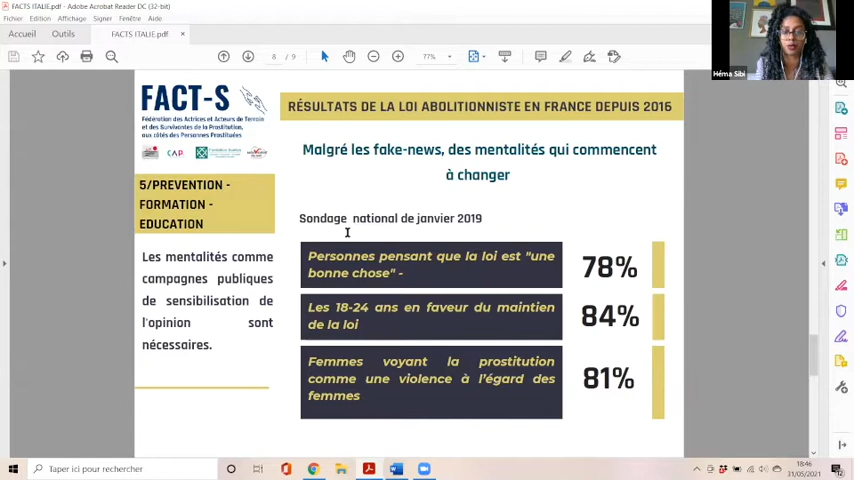 FACTS ITALIE.pdf - Adobe Acrobat Reader DC (32-bit)
Fichier Edition Affichage Signer Fenêtre Aide
Accueil Outils FACTS ITALIE.pdf ×
8 / 9 77%
Héma Sibi
FACT-S
Fédération des Actrices et Acteurs de Terrain
et des Survivantes de la Prostitution,
aux côtés des Personnes Prostituées
CAP
RÉSULTATS DE LA LOI ABOLITIONNISTE EN FRANCE DEPUIS 2016
Malgré les fake-news, des mentalités qui commencent
à changer
5/PREVENTION -
FORMATION -
EDUCATION
Les mentalités comme
campagnes publiques
de sensibilisation de
l'opinion sont
nécessaires.
Sondage national de janvier 2019
Personnes pensant que la loi est "une
bonne chose" -
78%
Les 18-24 ans en faveur du maintien
de la loi
84%
Femmes voyant la prostitution
comme une violence à l'égard des
femmes
81%
Taper ici pour rechercher
18:46
31/05/2021